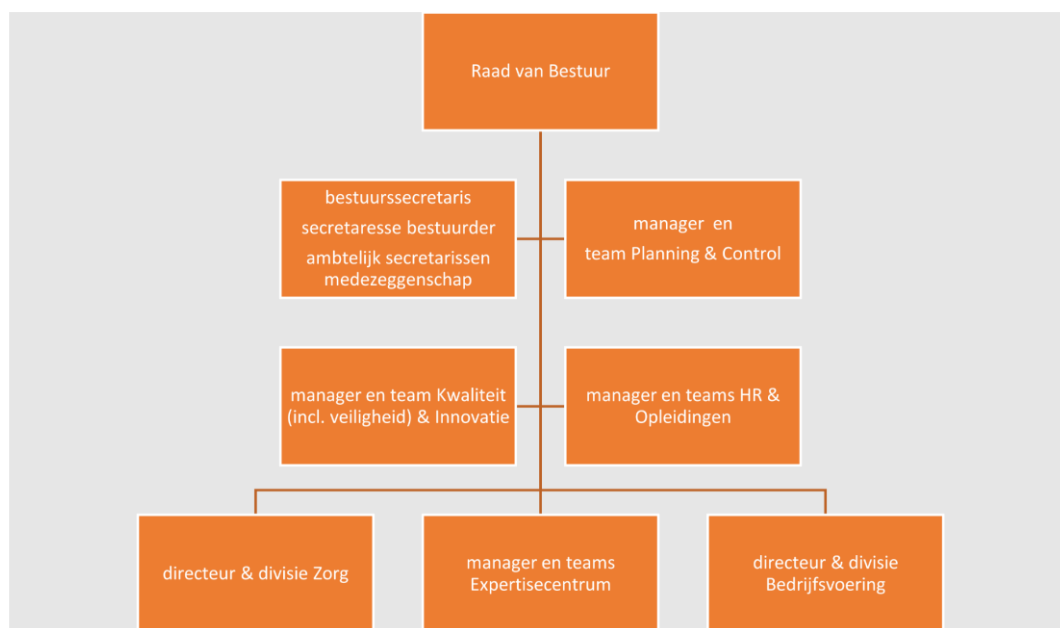 Raad van Bestuur
bestuurssecretaris
secretaresse bestuurder
ambtelijk secretarissen
medezeggenschap
manager en
team Planning & Control
manager en team Kwaliteit
(incl. veiligheid) & Innovatie
manager en teams HR &
Opleidingen
directeur & divisie Zorg
manager en teams
Expertisecentrum
directeur & divisie
Bedrijfsvoering